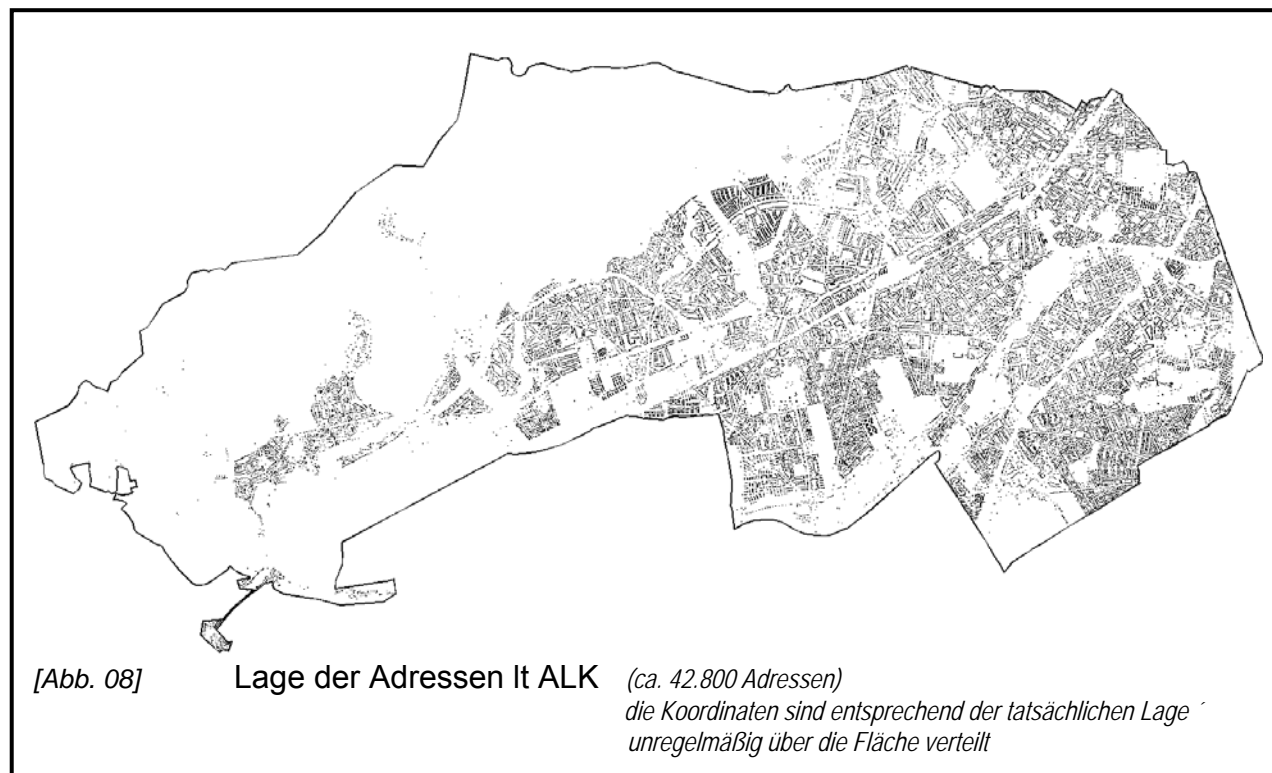 [Abb. 08] Lage der Adressen lt ALK (ca. 42.800 Adressen)
die Koordinaten sind entsprechend der tatsächlichen Lage ´
unregelmäßig über die Fläche verteilt